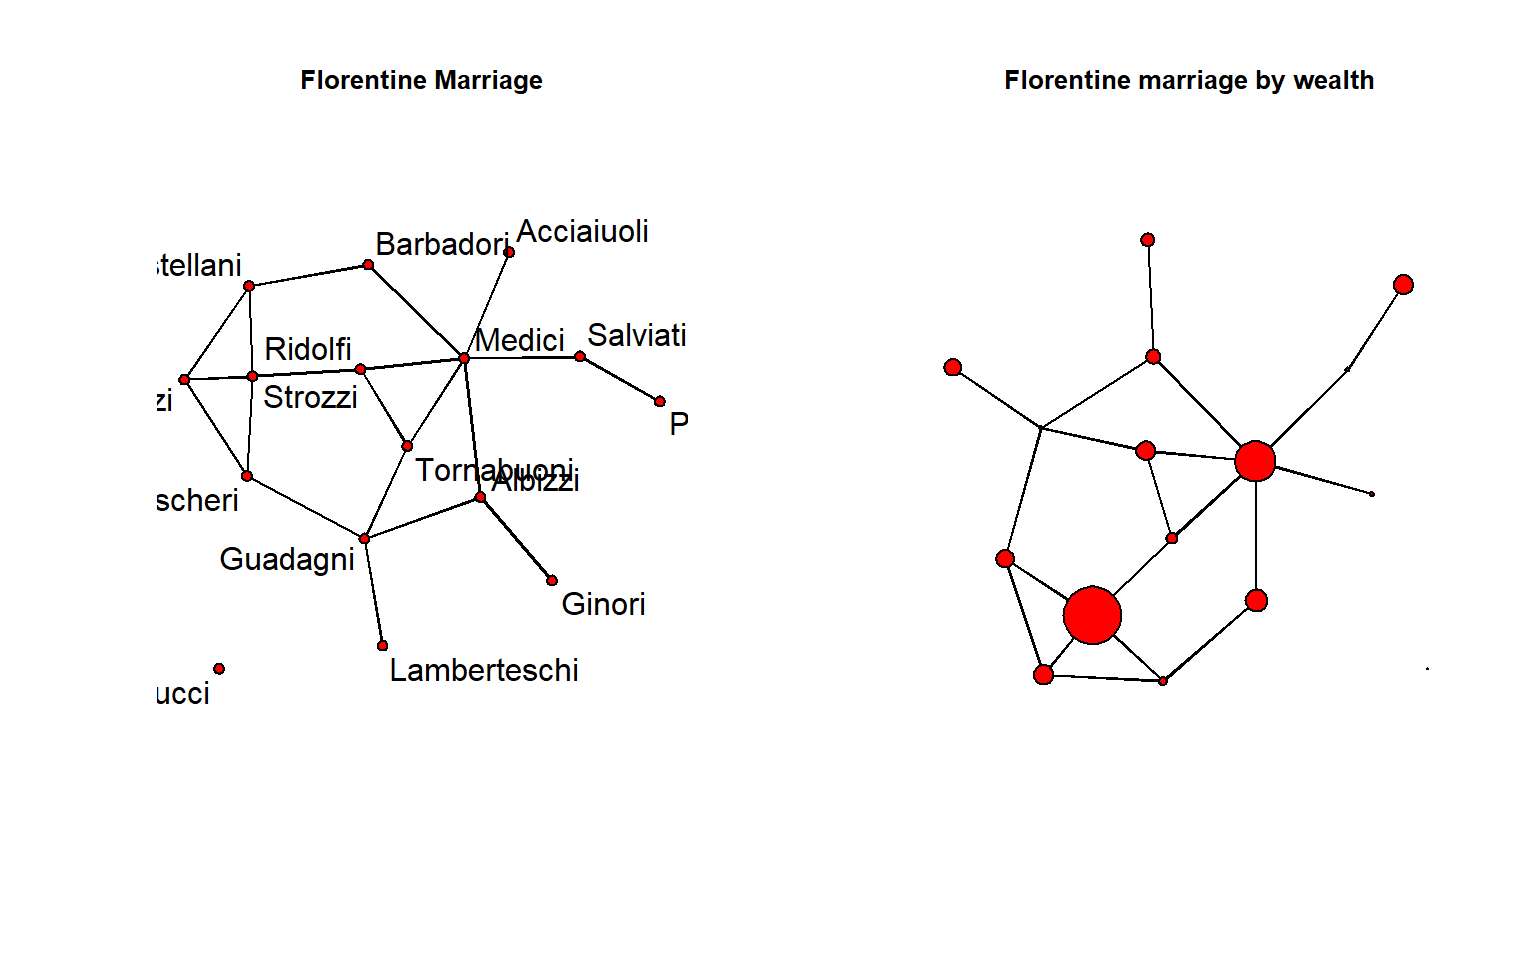 Florentine Marriage
Florentine marriage by wealth
Acciaiuoli
Barbadori
stellani
Salviati
Medici
Ridolfi
Strozzi
zi
P
Tornabuoni
Albizzi
scheri
Guadagni
Ginori
Lamberteschi
ucci